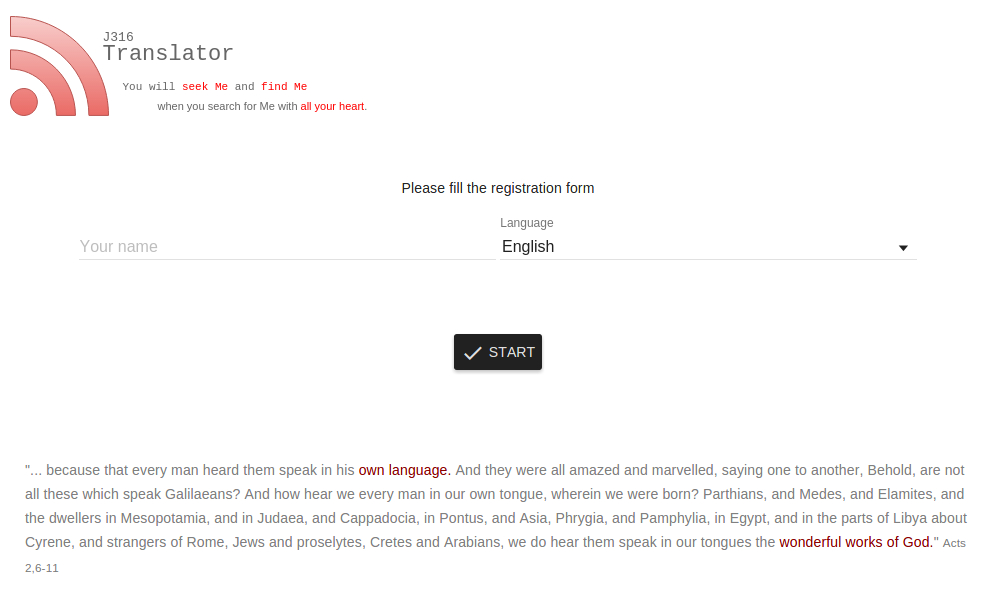 J316
Translator
You will seek Me and find Me
when you search for Me with all your heart.
Please fill the registration form
Language
Your name
English
START
"... because that every man heard them speak in his own language. And they were all amazed and marvelled, saying one to another, Behold, are not
all these which speak Galilaeans? And how hear we every man in our own tongue, wherein we were born? Parthians, and Medes, and Elamites, and
the dwellers in Mesopotamia, and in Judaea, and Cappadocia, in Pontus, and Asia, Phrygia, and Pamphylia, in Egypt, and in the parts of Libya about
Cyrene, and strangers of Rome, Jews and proselytes, Cretes and Arabians, we do hear them speak in our tongues the wonderful works of God." Acts
2,6-11